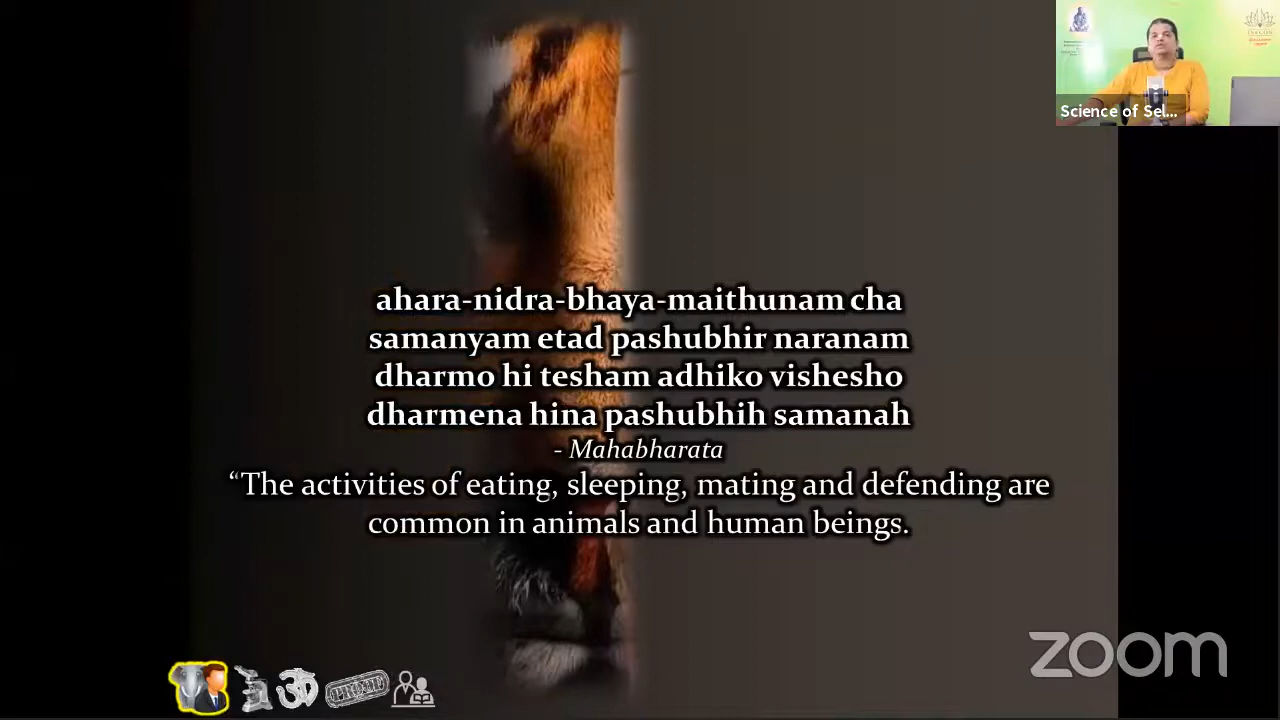 Science of Sel...
ahara-nidra-bhaya-maithunam cha
samanyam etad pashubhir naranam
dharmo hi tesham adhiko vishesho
dharmena hina pashubhih samanah
- Mahabharata
“The activities of eating, sleeping, mating and defending are
common in animals and human beings.
zoom